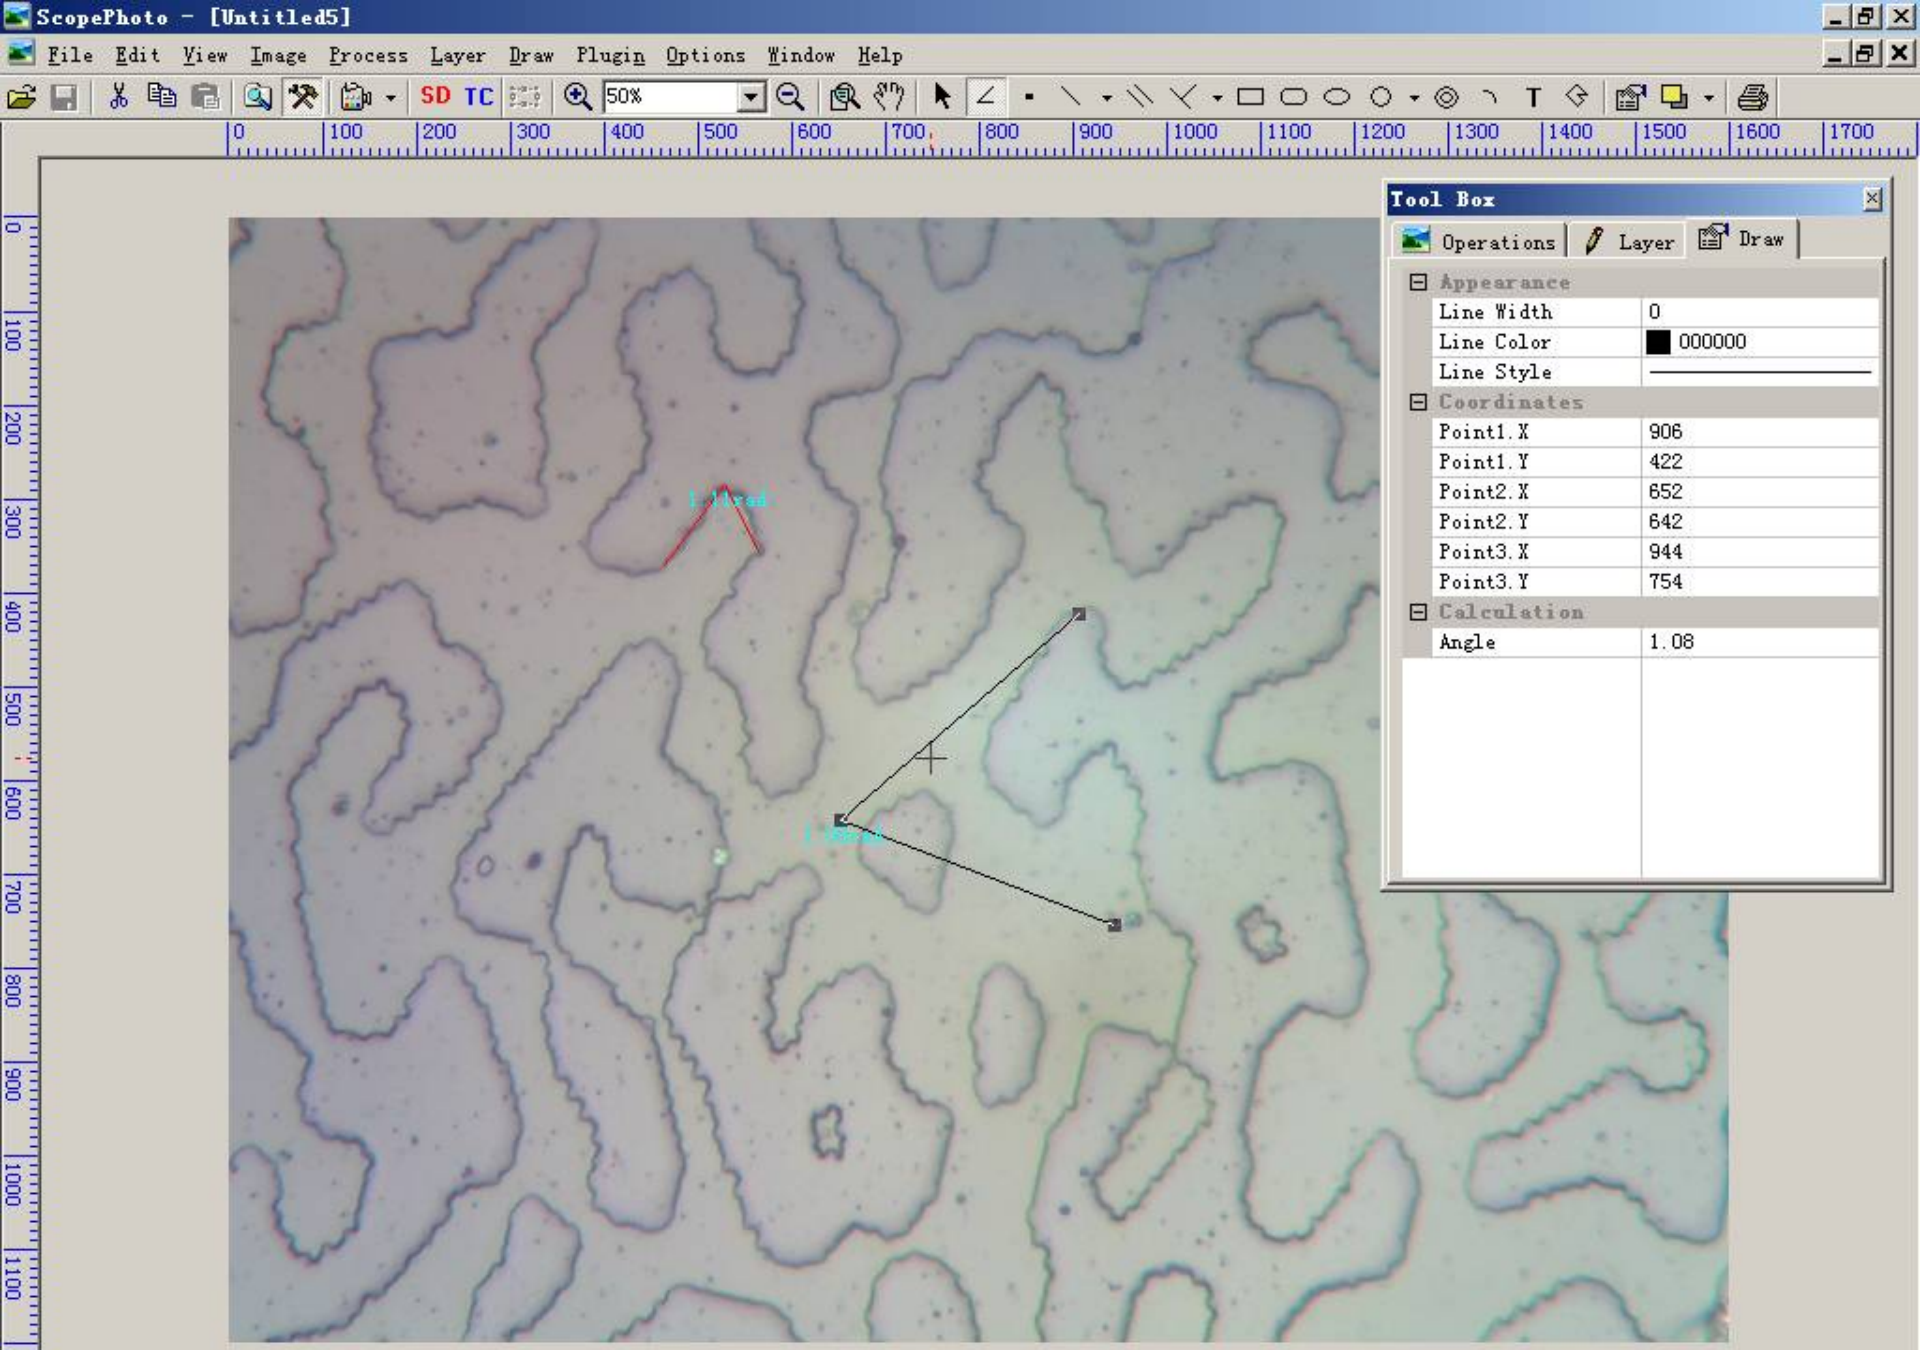 ScopePhoto - [Untitled5]
File Edit View Image Process Layer Draw Plugin Options Window Help
SD TC 50% T
0 100 200 300 400 500 600 700 800 900 1000 1100 1200 1300 1400 1500 1600 1700
0
100
200
300
400
500
600
700
800
900
1000
1100
Tool Box
Operations Layer Draw
Appearance
Line Width 0
Line Color 000000
Line Style
Coordinates
Point1.X 906
Point1.Y 422
Point2.X 652
Point2.Y 642
Point3.X 944
Point3.Y 754
Calculation
Angle 1.08
1.11rad
1.08rad